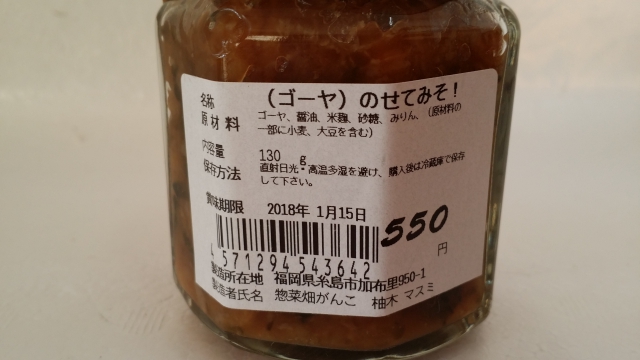 名称 （ゴーヤ）のせてみそ！
原材料 ゴーヤ、醤油、米麹、砂糖、みりん、（原材料の
一部に小麦、大豆を含む）
内容量 130 g
保存方法 直射日光・高温多湿を避け、購入後は冷蔵庫で保存
して下さい。
賞味期限 2018年 1月15日
550
円
4571294543642
製造所在地 福岡県糸島市加布里950-1
製造者氏名 惣菜畑がんこ 柚木 マスミ